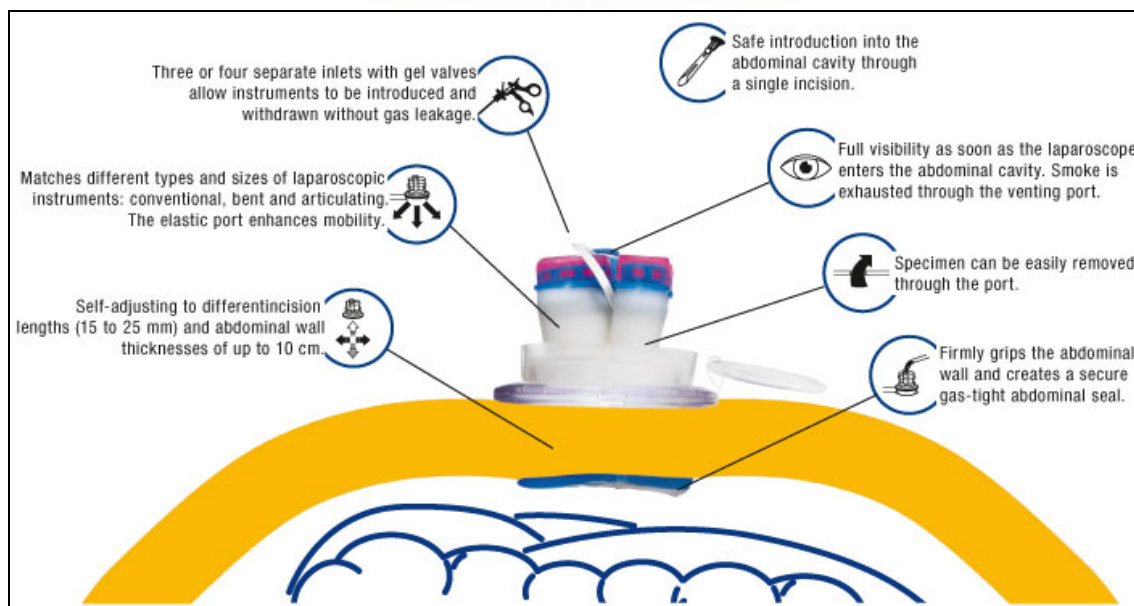 Three or four separate inlets with gel valves
allow instruments to be introduced and
withdrawn without gas leakage.
Safe introduction into the
abdominal cavity through
a single incision.
Matches different types and sizes of laparoscopic
instruments: conventional, bent and articulating.
The elastic port enhances mobility.
Full visibility as soon as the laparoscope
enters the abdominal cavity. Smoke is
exhausted through the venting port.
Specimen can be easily removed
through the port.
Self-adjusting to differentincision
lengths (15 to 25 mm) and abdominal wall
thicknesses of up to 10 cm.
Firmly grips the abdominal
wall and creates a secure
gas-tight abdominal seal.